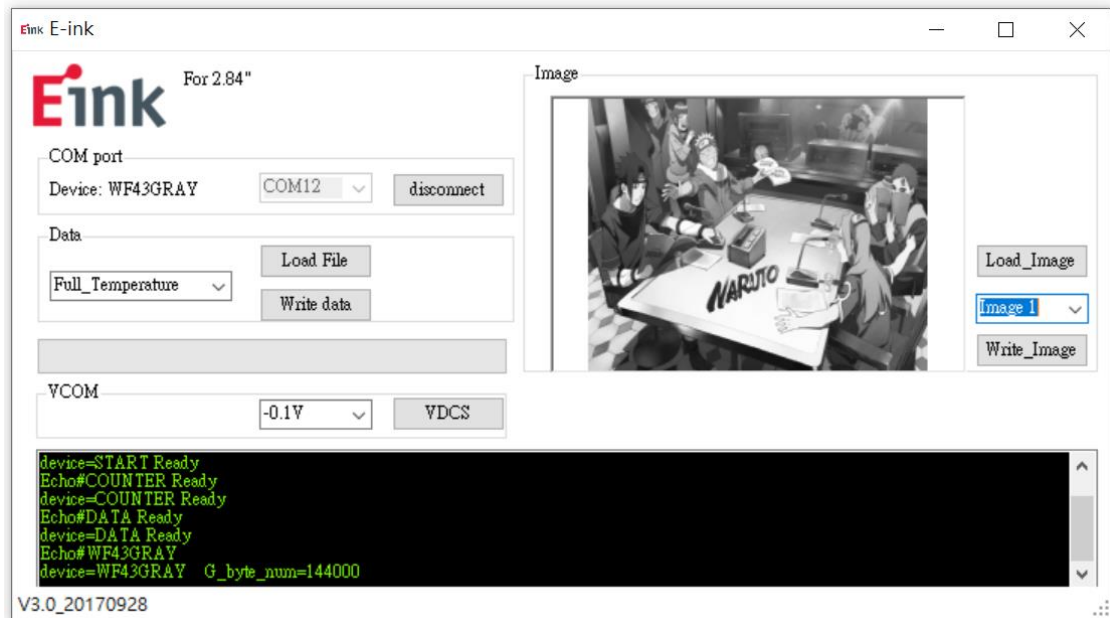 Eink E-ink
Eink
For 2.84"
COM port
Device: WF43GRAY
COM12
disconnect
Data
Full_Temperature
Load File
Write data
VCOM
-0.1V
VDCS
Image
NARUTO
Load_Image
Image 1
Write_Image
device=START Ready
Echo#COUNTER Ready
device=COUNTER Ready
Echo#DATA Ready
device=DATA Ready
Echo#WF43GRAY
device=WF43GRAY G_byte_num=144000
V3.0_20170928